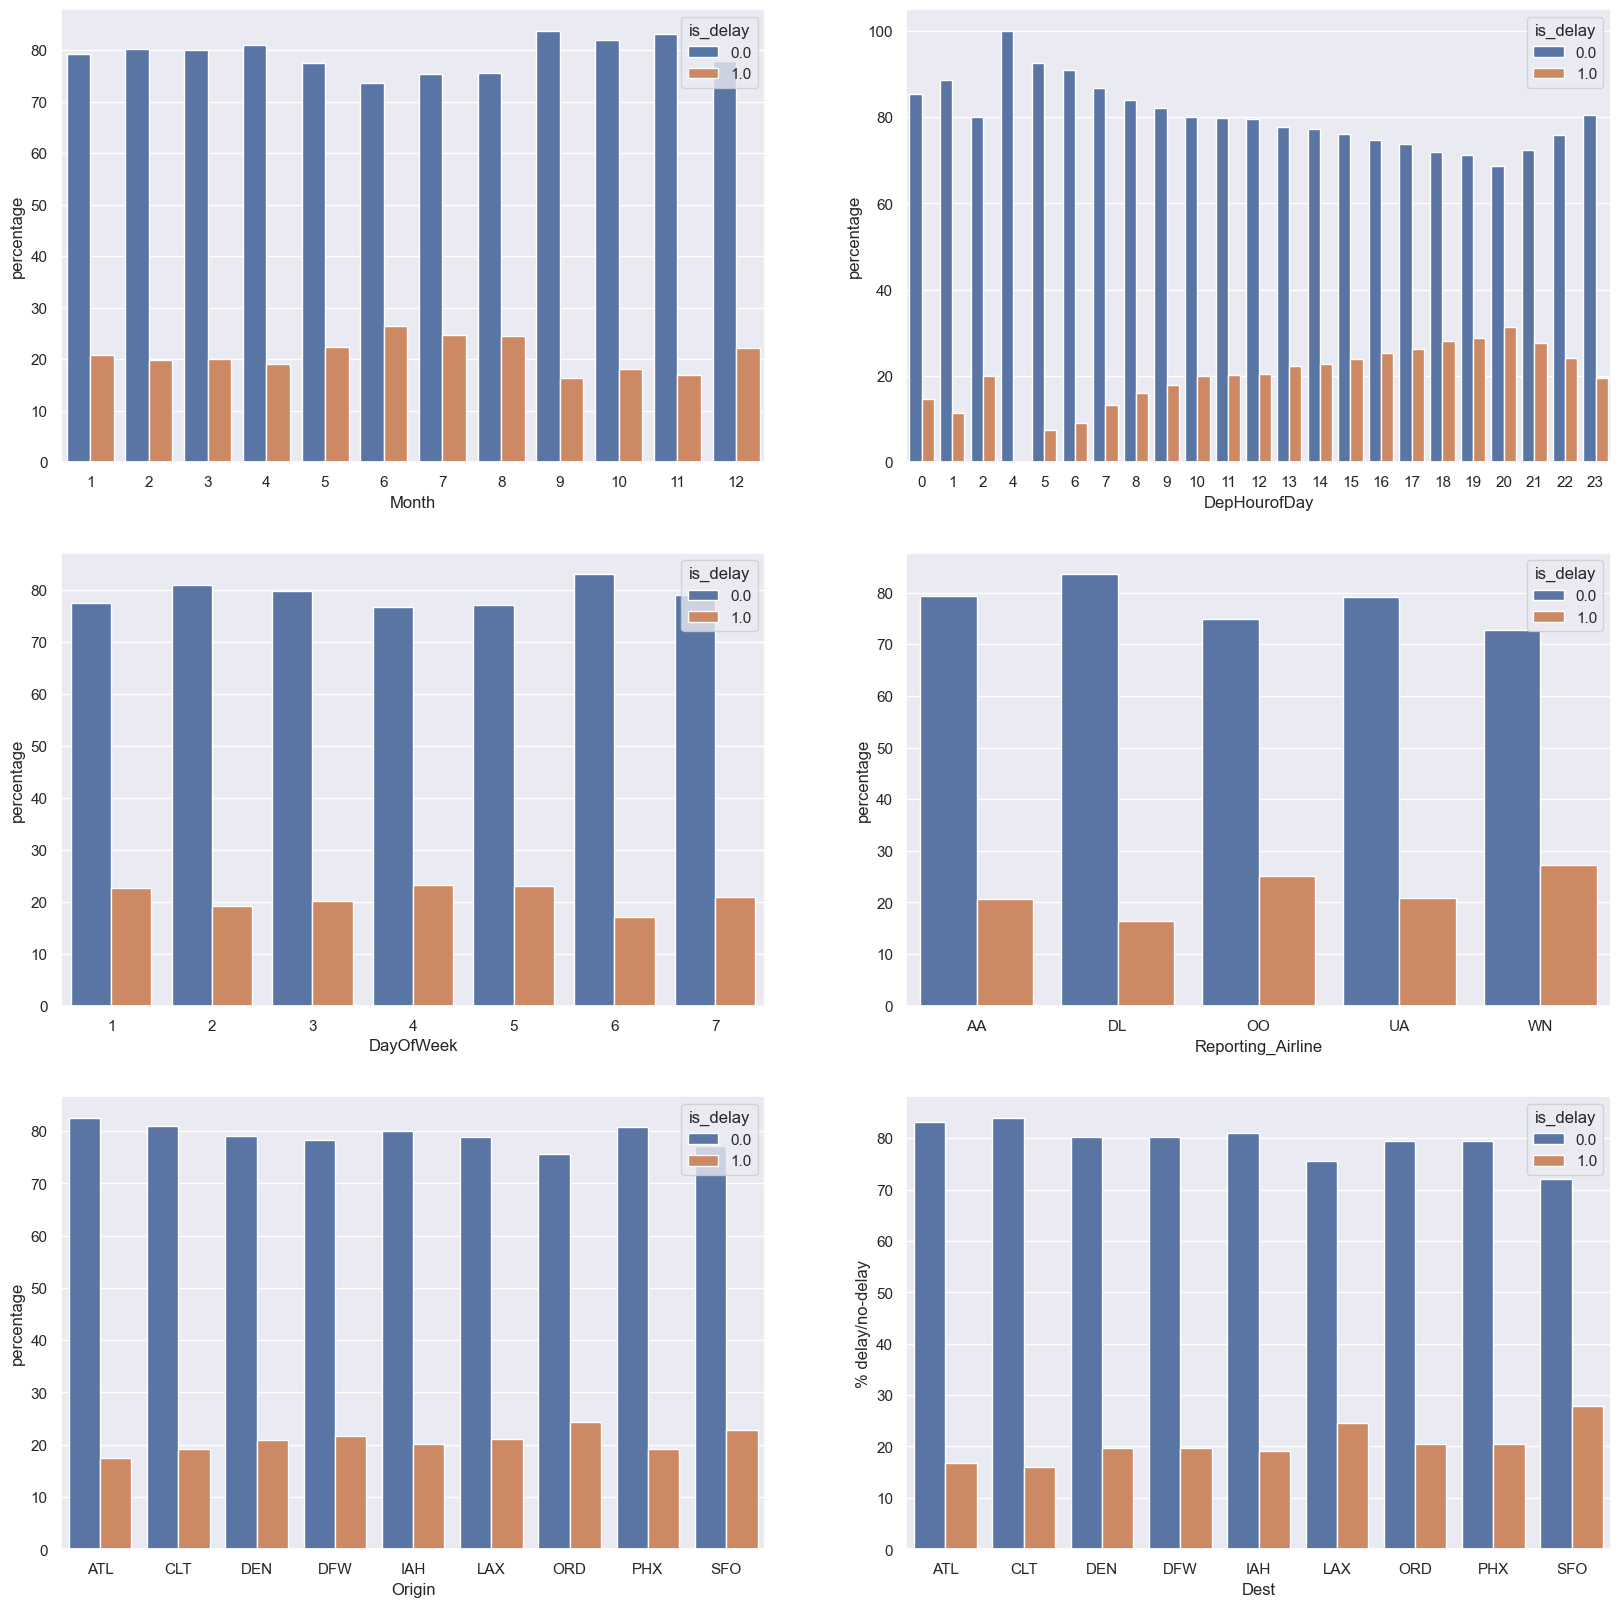 is_delay
0.0
1.0
80
70
60
50
40
30
20
10
0
percentage
1 2 3 4 5 6 7 8 9 10 11 12
Month
is_delay
0.0
1.0
100
80
60
40
20
0
percentage
0 1 2 4 5 6 7 8 9 10 11 12 13 14 15 16 17 18 19 20 21 22 23
DepHourofDay
is_delay
0.0
1.0
80
70
60
50
40
30
20
10
0
percentage
1 2 3 4 5 6 7
DayOfWeek
is_delay
0.0
1.0
80
70
60
50
40
30
20
10
0
percentage
AA DL OO UA WN
Reporting_Airline
is_delay
0.0
1.0
80
70
60
50
40
30
20
10
0
percentage
ATL CLT DEN DFW IAH LAX ORD PHX SFO
Origin
is_delay
0.0
1.0
80
70
60
50
40
30
20
10
0
% delay/no-delay
ATL CLT DEN DFW IAH LAX ORD PHX SFO
Dest